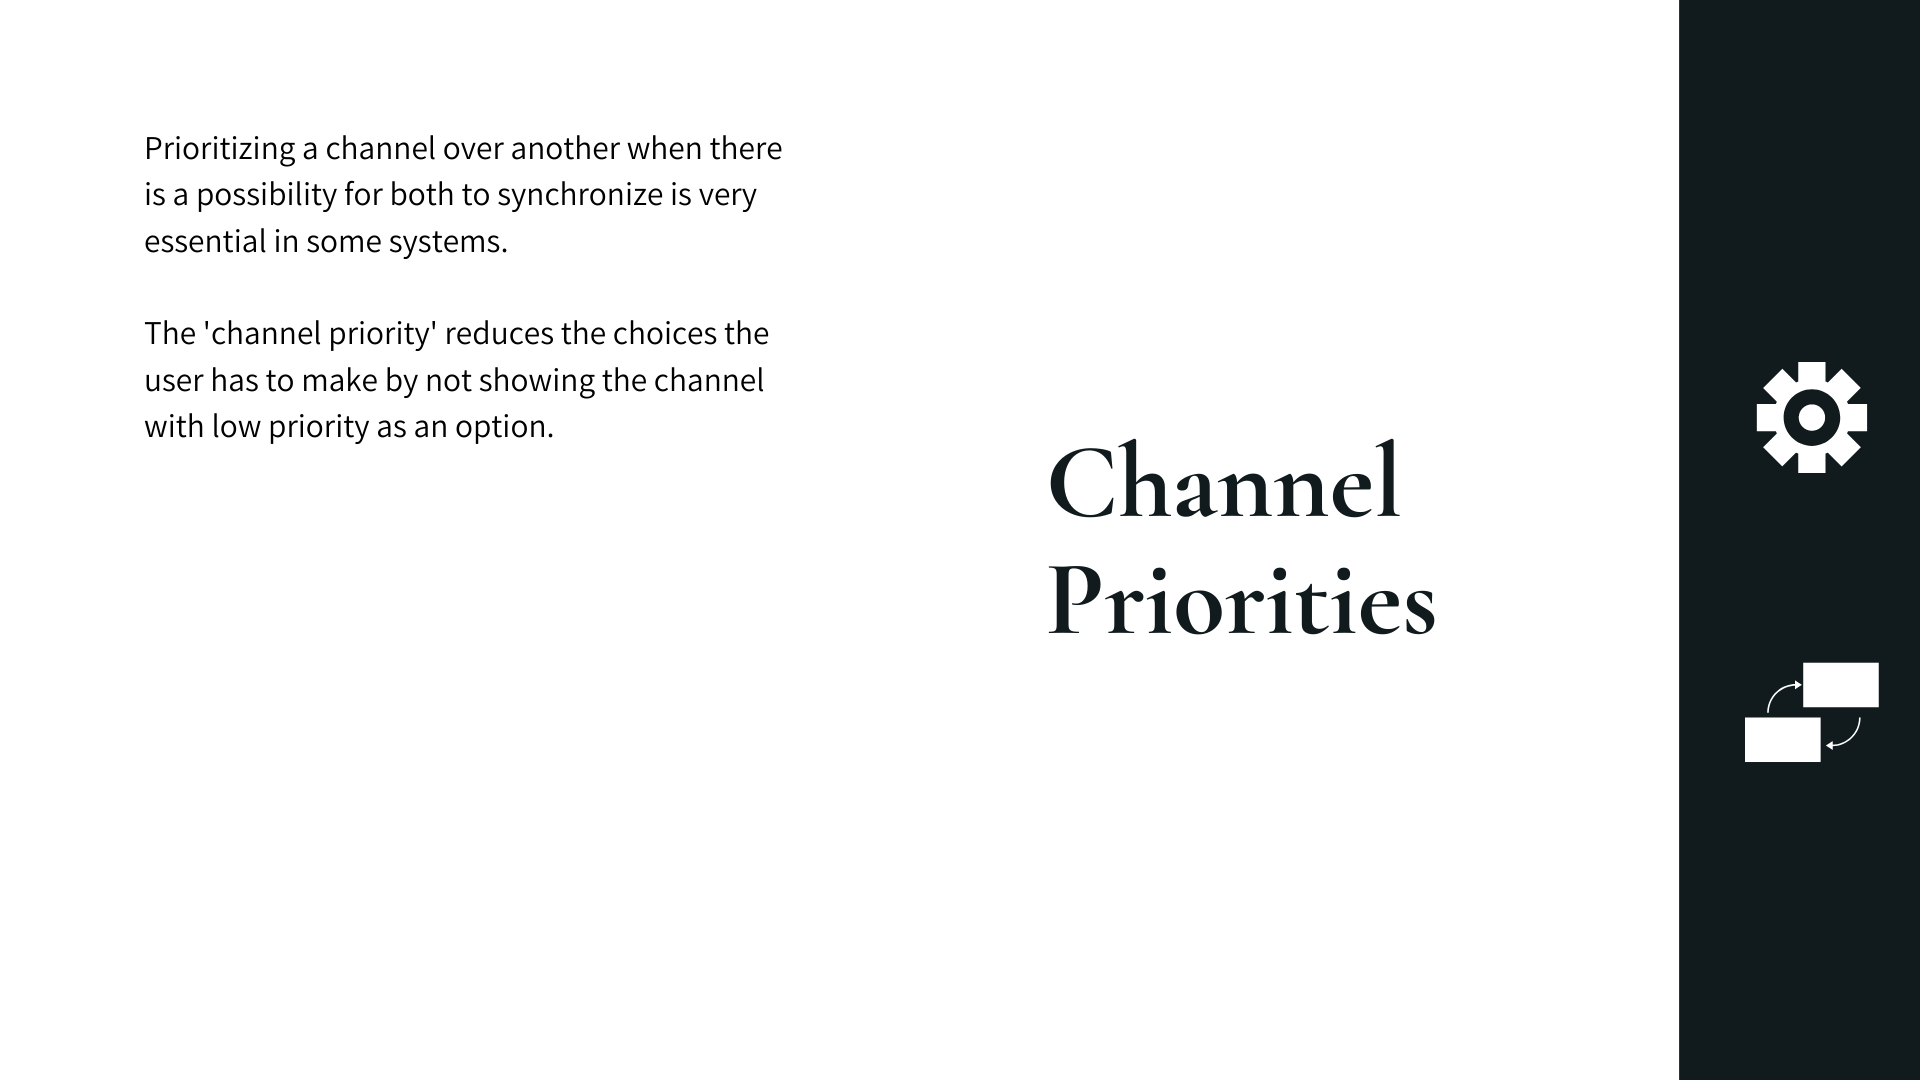 Prioritizing a channel over another when there
is a possibility for both to synchronize is very
essential in some systems.
The 'channel priority' reduces the choices the
user has to make by not showing the channel
with low priority as an option.
Channel
Priorities